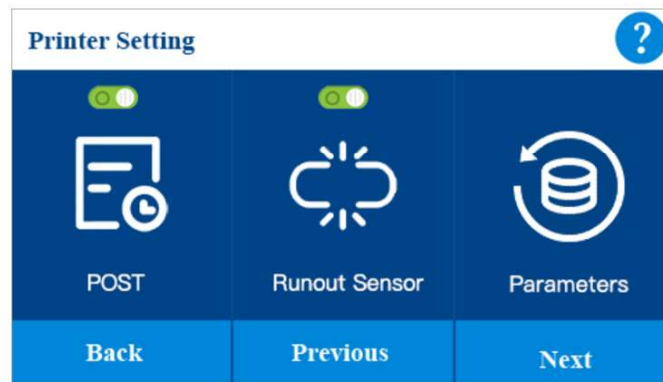 Printer Setting
?
POST
Runout Sensor
Parameters
Back
Previous
Next